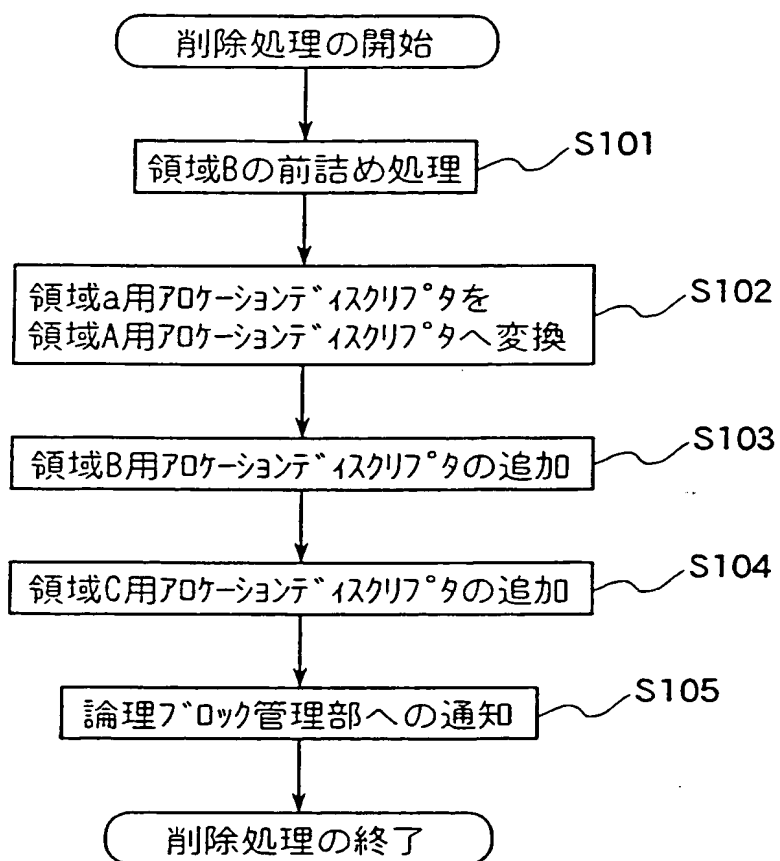 削除処理の開始
領域Bの前詰め処理
S101
領域a用ｱﾛｹｰｼｮﾝﾃﾞｨｽｸﾘﾌﾟﾀを
領域A用ｱﾛｹｰｼｮﾝﾃﾞｨｽｸﾘﾌﾟﾀへ変換
S102
領域B用ｱﾛｹｰｼｮﾝﾃﾞｨｽｸﾘﾌﾟﾀの追加
S103
領域C用ｱﾛｹｰｼｮﾝﾃﾞｨｽｸﾘﾌﾟﾀの追加
S104
論理ﾌﾞﾛｯｸ管理部への通知
S105
削除処理の終了